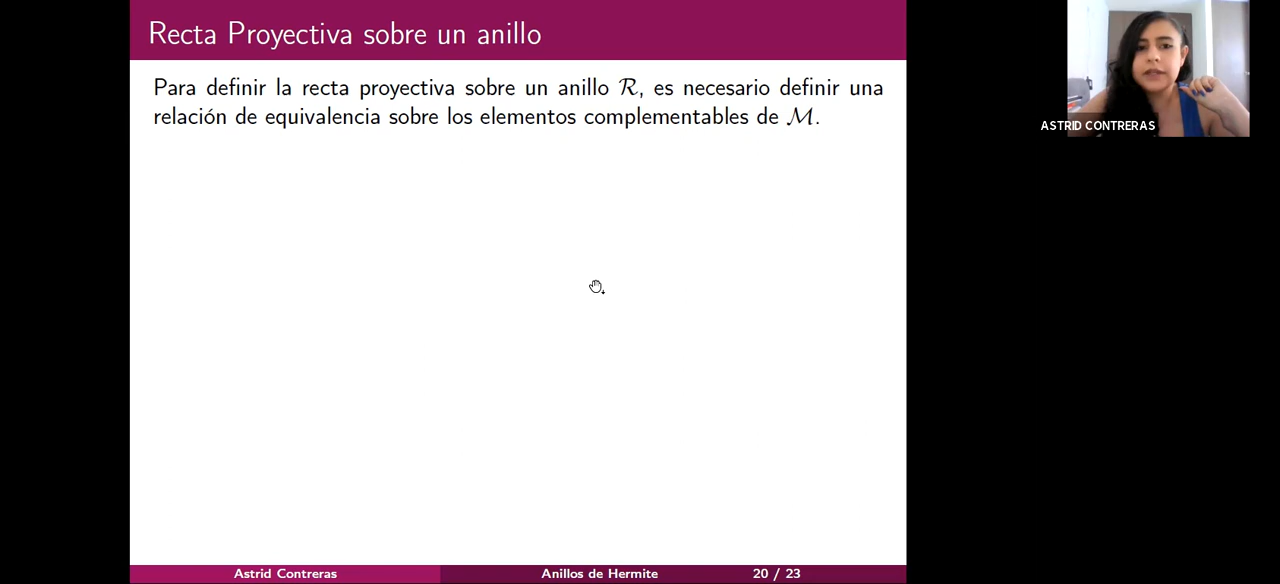 Recta Proyectiva sobre un anillo
Para definir la recta proyectiva sobre un anillo ℛ, es necesario definir una
relación de equivalencia sobre los elementos complementables de ℳ.
ASTRID CONTRERAS
Astrid Contreras
Anillos de Hermite
20 / 23